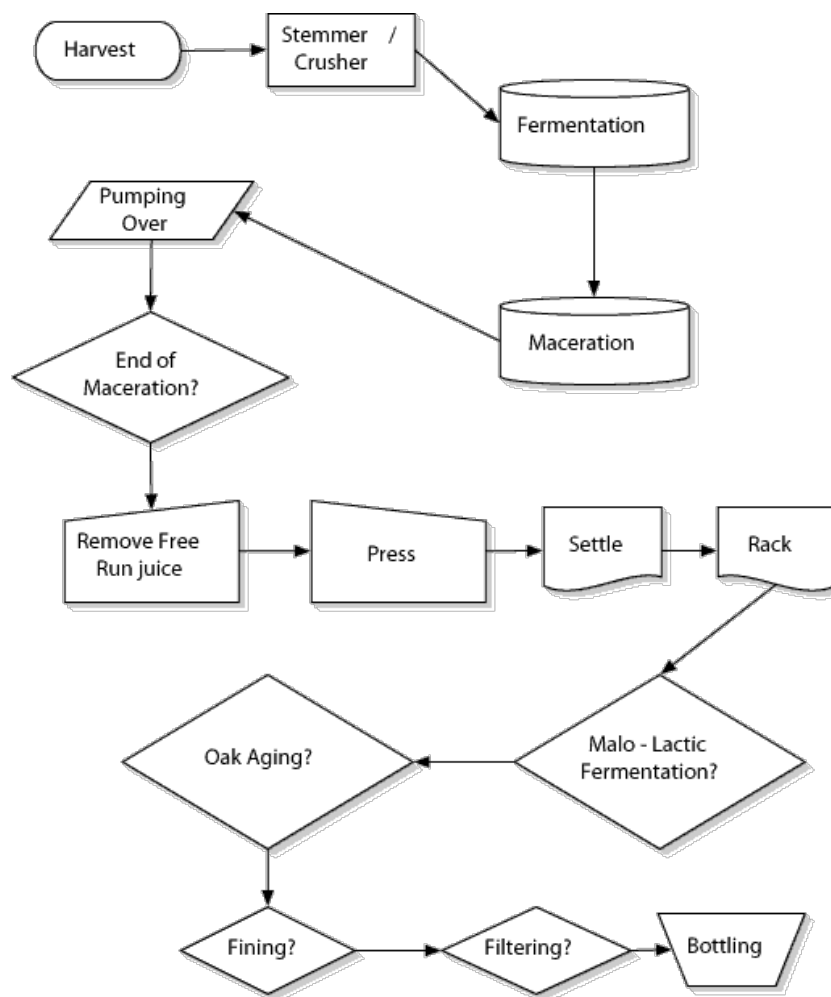 Harvest
Stemmer /
Crusher
Fermentation
Pumping
Over
Maceration
End of
Maceration?
Remove Free
Run juice
Press
Settle
Rack
Malo - Lactic
Fermentation?
Oak Aging?
Fining?
Filtering?
Bottling